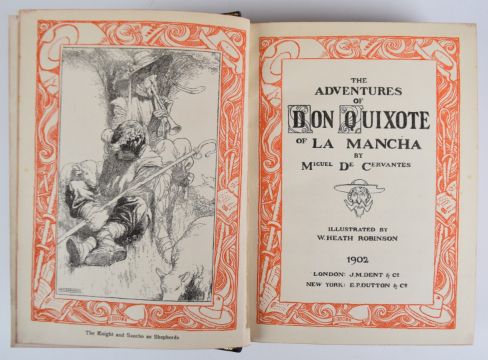 The Knight and Sancho as Shepherds
THE
ADVENTURES
OF
DON QUIXOTE
OF LA MANCHA
BY
MIGUEL DE CERVANTES
ILLUSTRATED BY
W. HEATH ROBINSON
1902
LONDON: J. M. DENT & Co
NEW YORK: E. P. DUTTON & Co